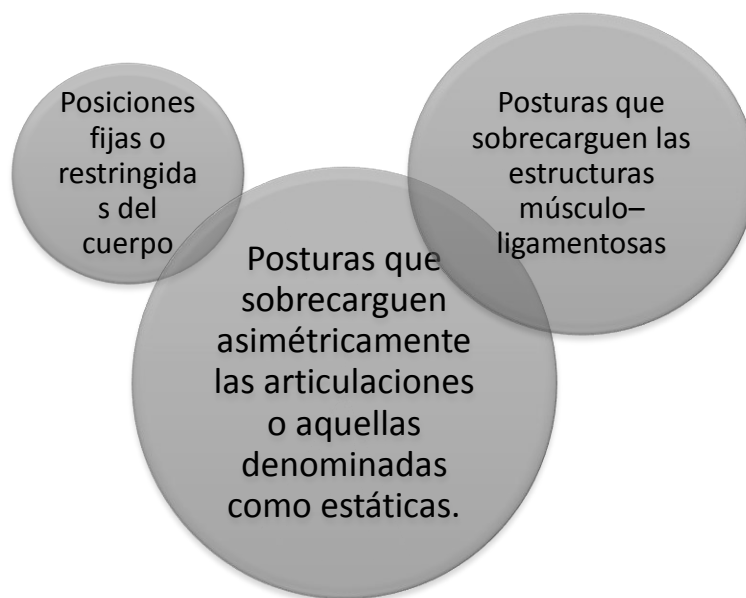 Posiciones
fijas o
restringida
s del
cuerpo
Posturas que
sobrecarguen las
estructuras
músculo–
ligamentosas
Posturas que
sobrecarguen
asimétricamente
las articulaciones
o aquellas
denominadas
como estáticas.